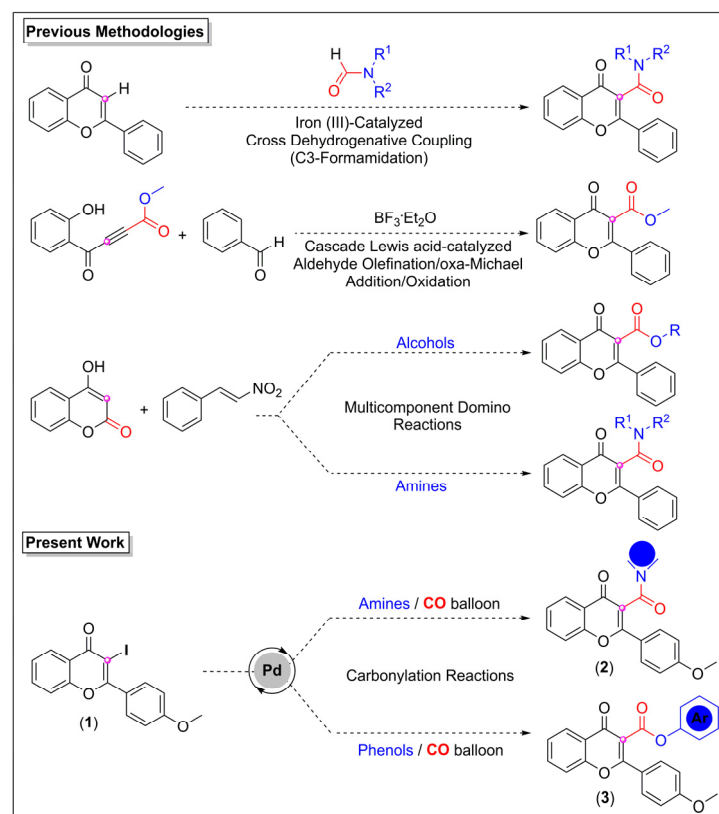 Previous Methodologies
O
H
O
H
O
N
R1
R2
Iron (III)-Catalyzed
Cross Dehydrogenative Coupling
(C3-Formamidation)
R1
R2
N
O
O
O
OH
O
O
O
+
H
O
BF3·Et2O
Cascade Lewis acid-catalyzed
Aldehyde Olefination/oxa-Michael
Addition/Oxidation
O
O
O
O
OH
O
O
+
NO2
Alcohols
Multicomponent Domino
Reactions
Amines
O
O
O
R
O
R1
R2
N
O
O
O
Present Work
O
I
O
O
(1)
Pd
Amines / CO balloon
Carbonylation Reactions
Phenols / CO balloon
N
O
O
O
O
(2)
O
O
O
Ar
O
O
(3)